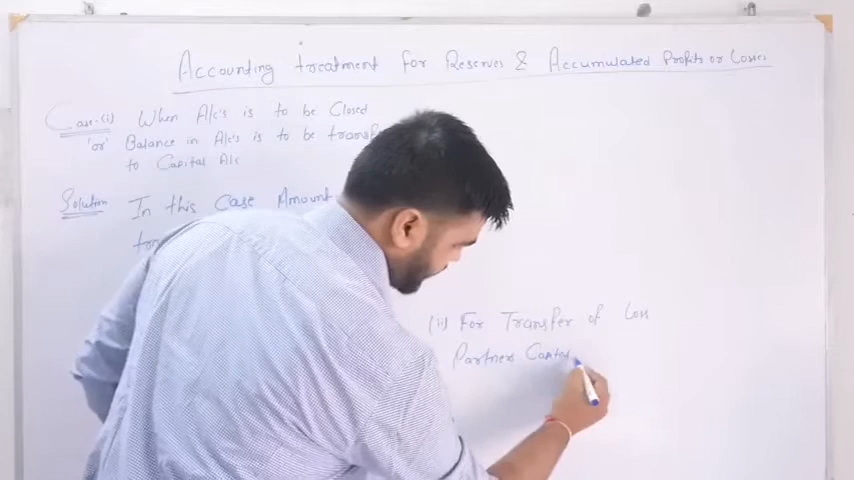 Accounting treatment for Reserves & Accumulated Profits or Losses
Case:(i) When A/c's is to be Closed
'or' Balance in A/c's is to be transf
to Capital A/c
Solution In this Case Amount
(ii) For Transfer of Loss
Partners Capital